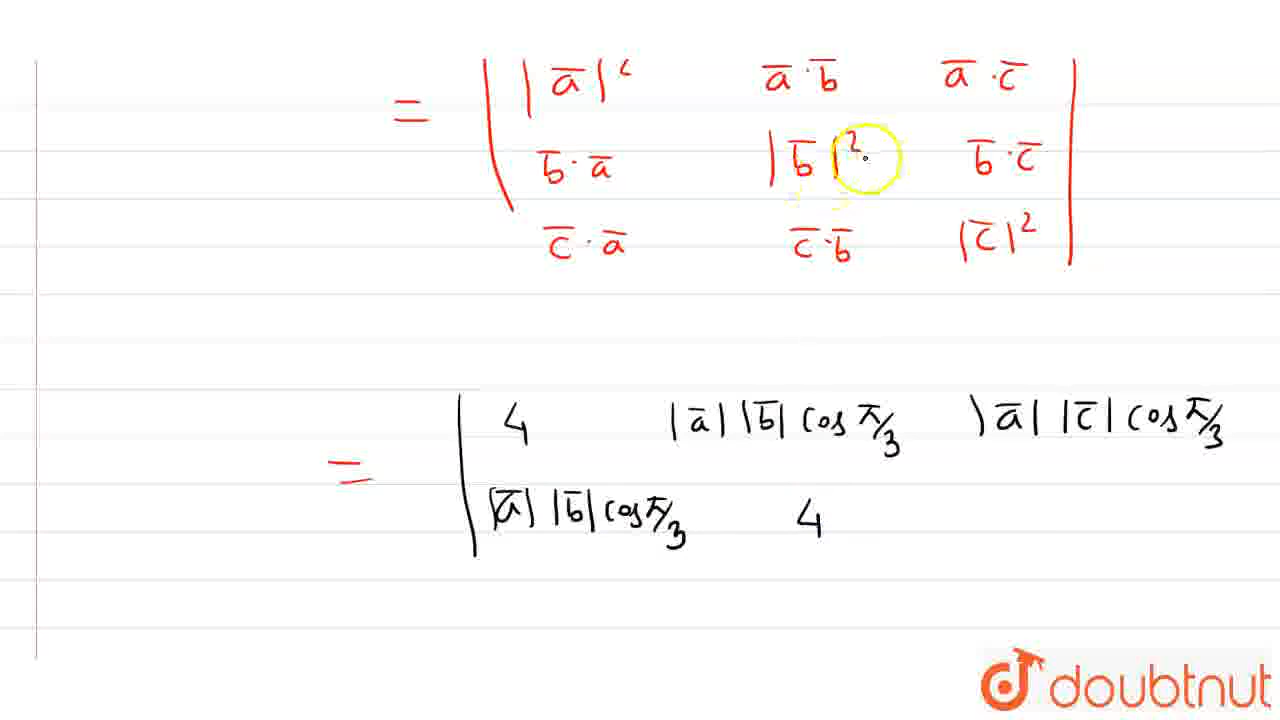 = | |a̅|² a̅·b̅ a̅·c̅ |
b̅·a̅ |b̅|² b̅·c̅
c̅·a̅ c̅·b̅ |c̅|²
= | 4 |a̅| |b̅| cos π/3 |a̅| |c̅| cos π/3
|a̅| |b̅| cos π/3 4
doubtnut